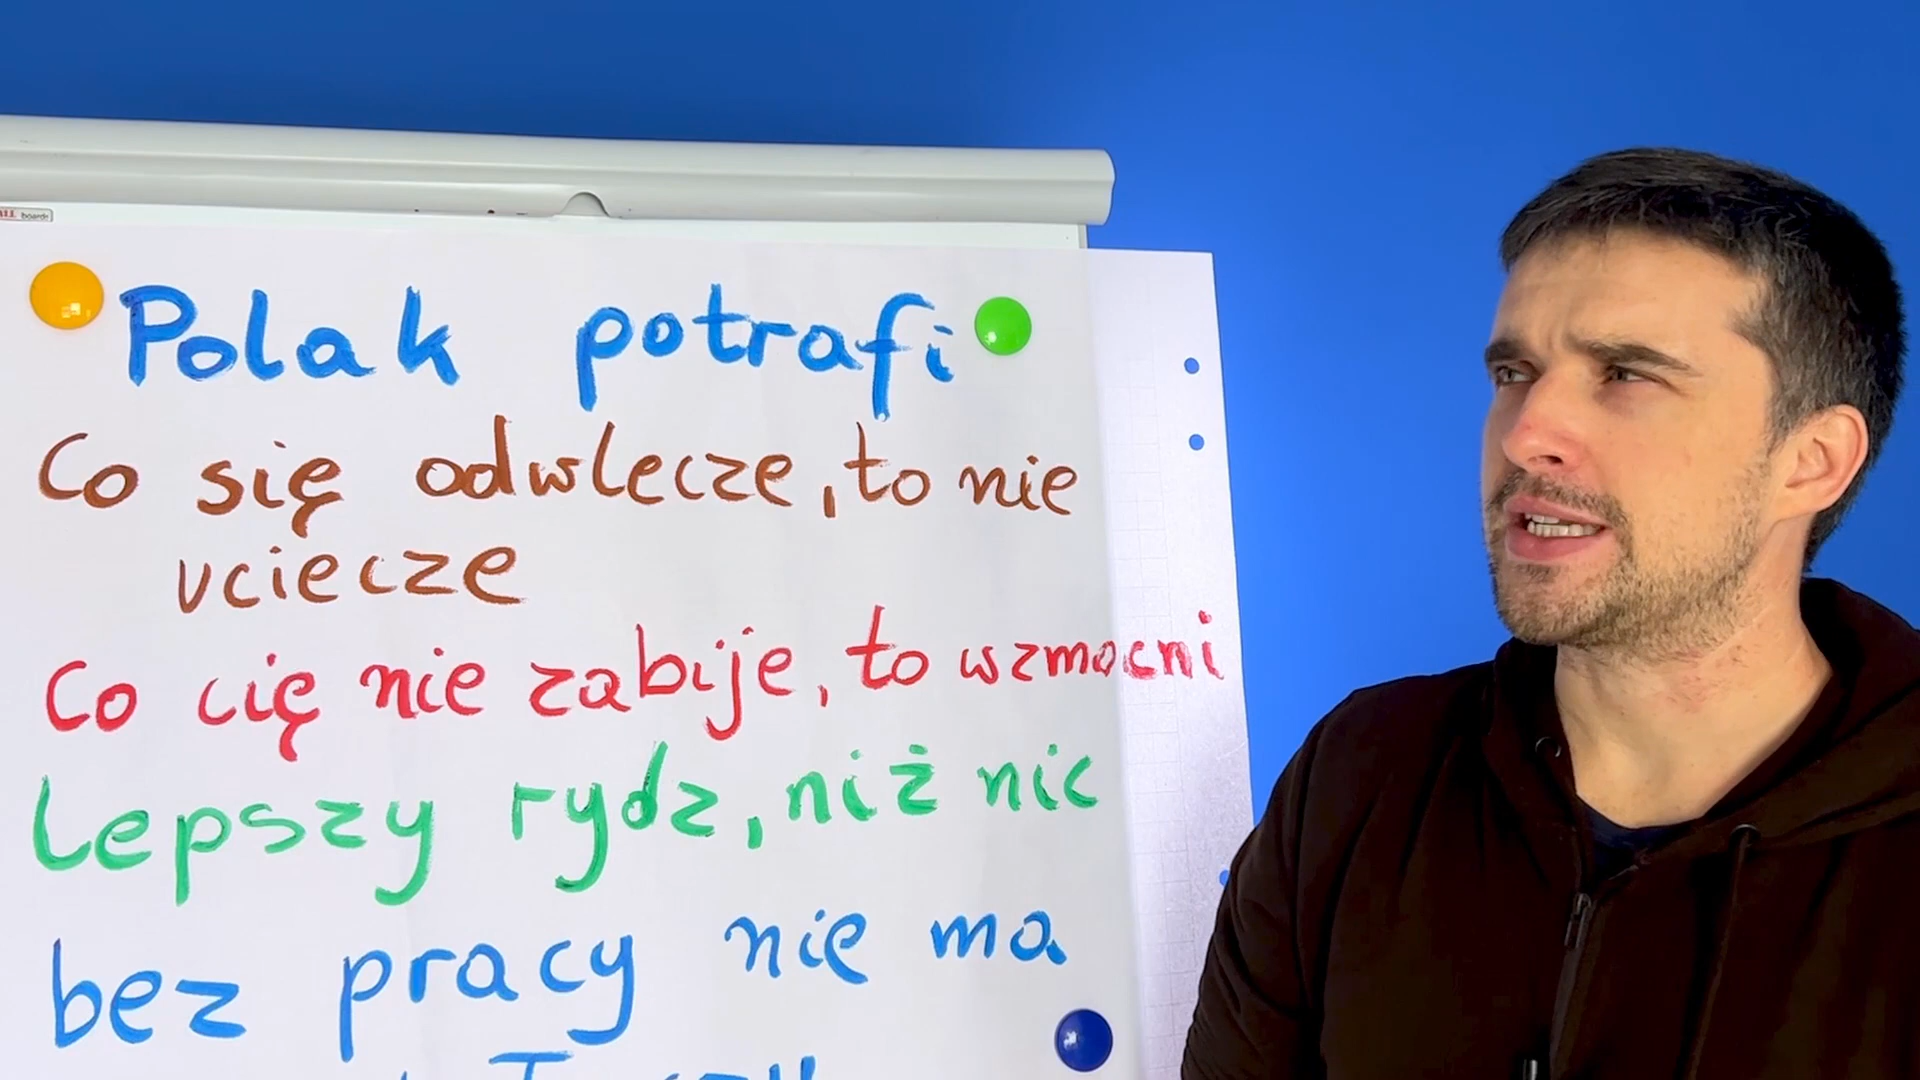 boards
Polak potrafi
Co się odwlecze, to nie
uciecze
Co cię nie zabije, to wzmocni
Lepszy rydz, niż nic
bez pracy nie ma